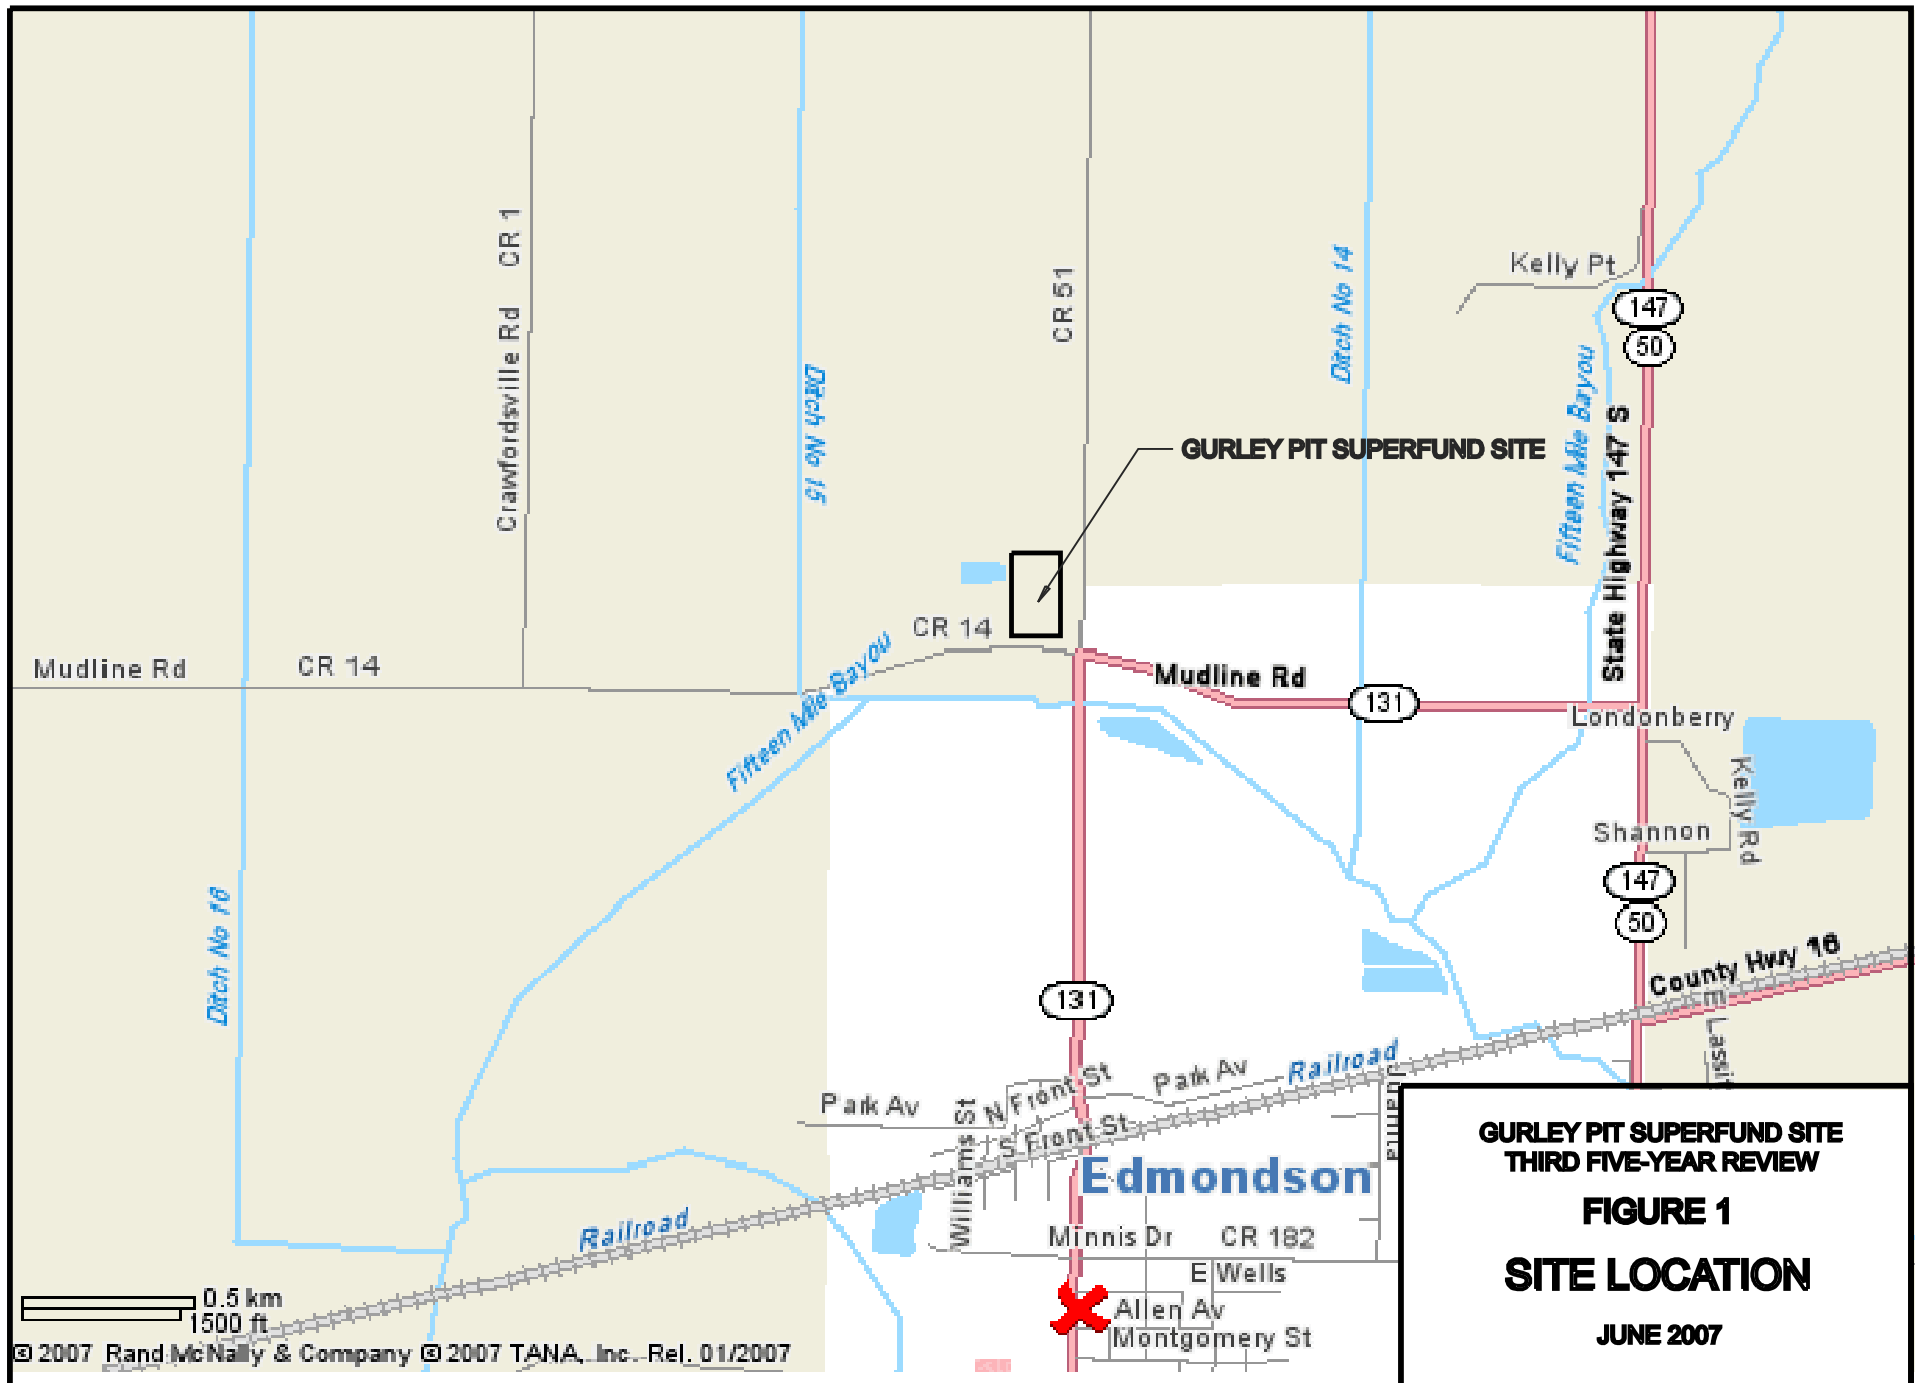 CR 1
Crawfordsville Rd
CR 51
Ditch No 14
Ditch No 15
Kelly Pt
147
50
Fifteen Mile Bayou
State Highway 147 S
GURLEY PIT SUPERFUND SITE
CR 14
Mudline Rd
CR 14
Fifteen Mile Bayou
Mudline Rd
131
Londonberry
Kelly Rd
Shannon
147
50
Ditch No 16
County Hwy 16
131
E Lassit
Railroad
Park Av
N Front St
Park Av
Juanita
S Front St
Williams St
Edmondson
Railroad
Minnis Dr
CR 182
E Wells
Allen Av
Montgomery St
0.5 km
1500 ft
© 2007 Rand McNally & Company © 2007 TANA, Inc. Rel. 01/2007
GURLEY PIT SUPERFUND SITE
THIRD FIVE-YEAR REVIEW
FIGURE 1
SITE LOCATION
JUNE 2007